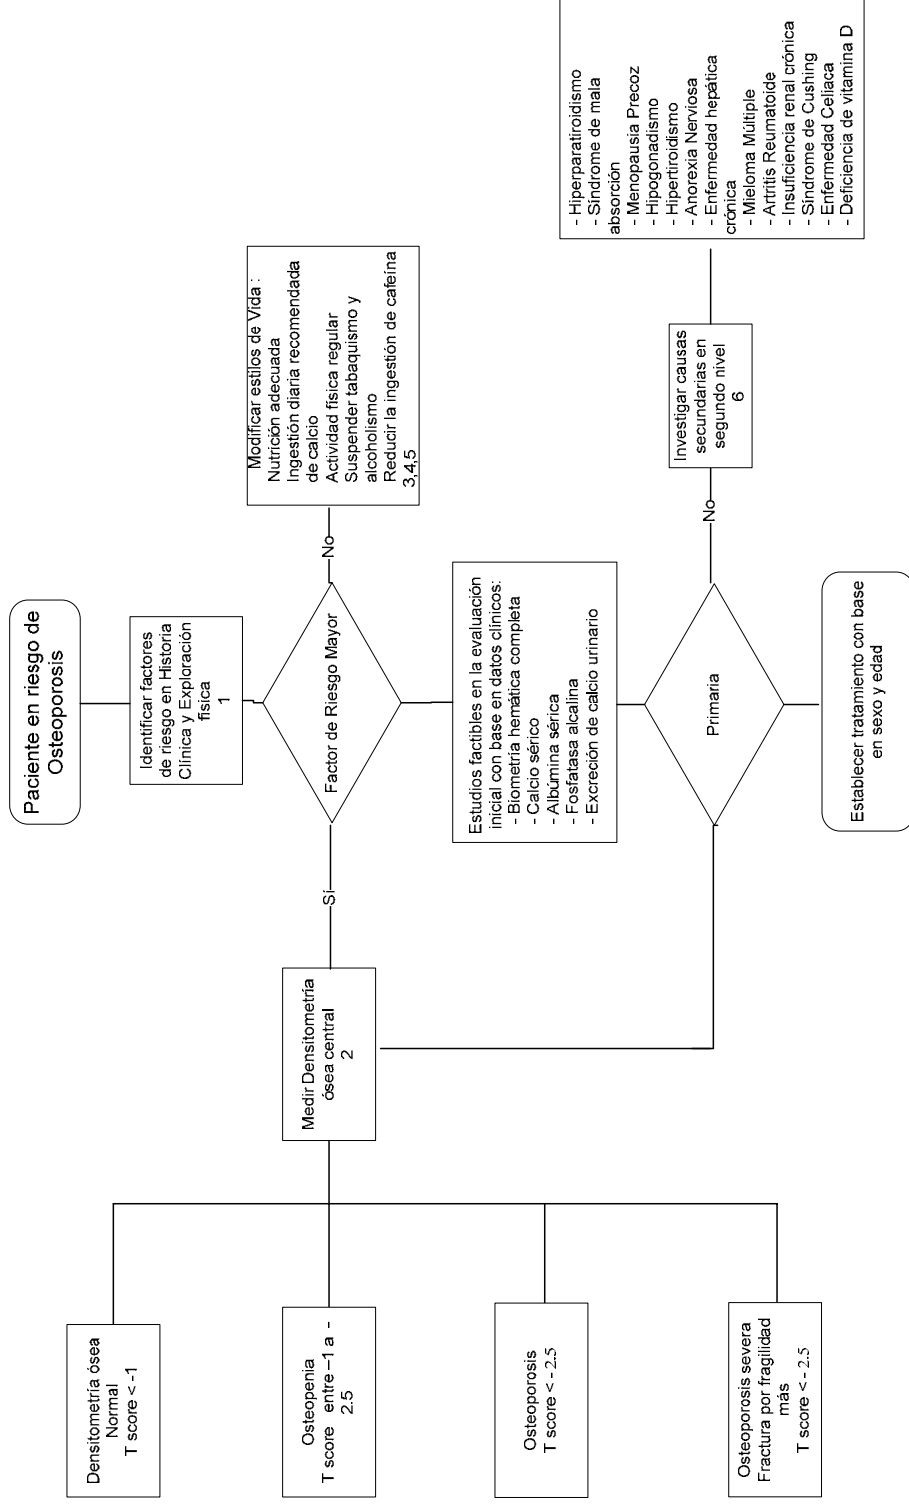 Paciente en riesgo de
Osteoporosis
Identificar factores
de riesgo en Historia
Clínica y Exploración
física
1
Factor de Riesgo Mayor
Sí
No
Medir Densitometría
ósea central
2
Modificar estilos de Vida :
Nutrición adecuada
Ingestión diaria recomendada
de calcio
Actividad física regular
Suspender tabaquismo y
alcoholismo
Reducir la ingestión de cafeína
3,4,5
Densitometría ósea
Normal
T score < -1
Osteopenia
T score entre –1 a -
2.5
Osteoporosis
T score < - 2.5
Osteoporosis severa
Fractura por fragilidad
más
T score < - 2.5
Estudios factibles en la evaluación
inicial con base en datos clínicos:
- Biometría hemática completa
- Calcio sérico
- Albúmina sérica
- Fosfatasa alcalina
- Excreción de calcio urinario
Primaria
No
Investigar causas
secundarias en
segundo nivel
6
- Hiperparatiroidismo
- Síndrome de mala
absorción
- Menopausia Precoz
- Hipogonadismo
- Hipertiroidismo
- Anorexia Nerviosa
- Enfermedad hepática
crónica
- Mieloma Múltiple
- Artritis Reumatoide
- Insuficiencia renal crónica
- Síndrome de Cushing
- Enfermedad Celiaca
- Deficiencia de vitamina D
Establecer tratamiento con base
en sexo y edad